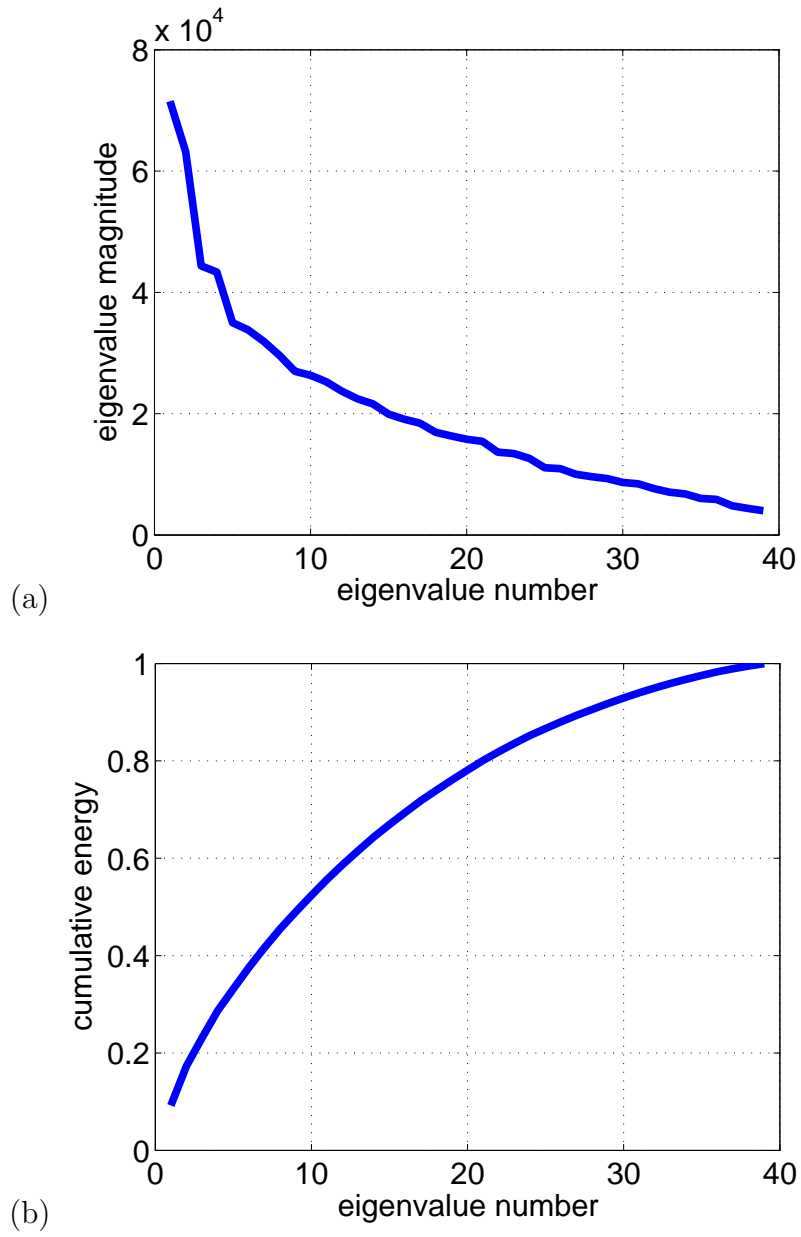 x 10^4
8
6
4
2
0
0 10 20 30 40
eigenvalue magnitude
eigenvalue number
(a)
1
0.8
0.6
0.4
0.2
0
0 10 20 30 40
cumulative energy
eigenvalue number
(b)